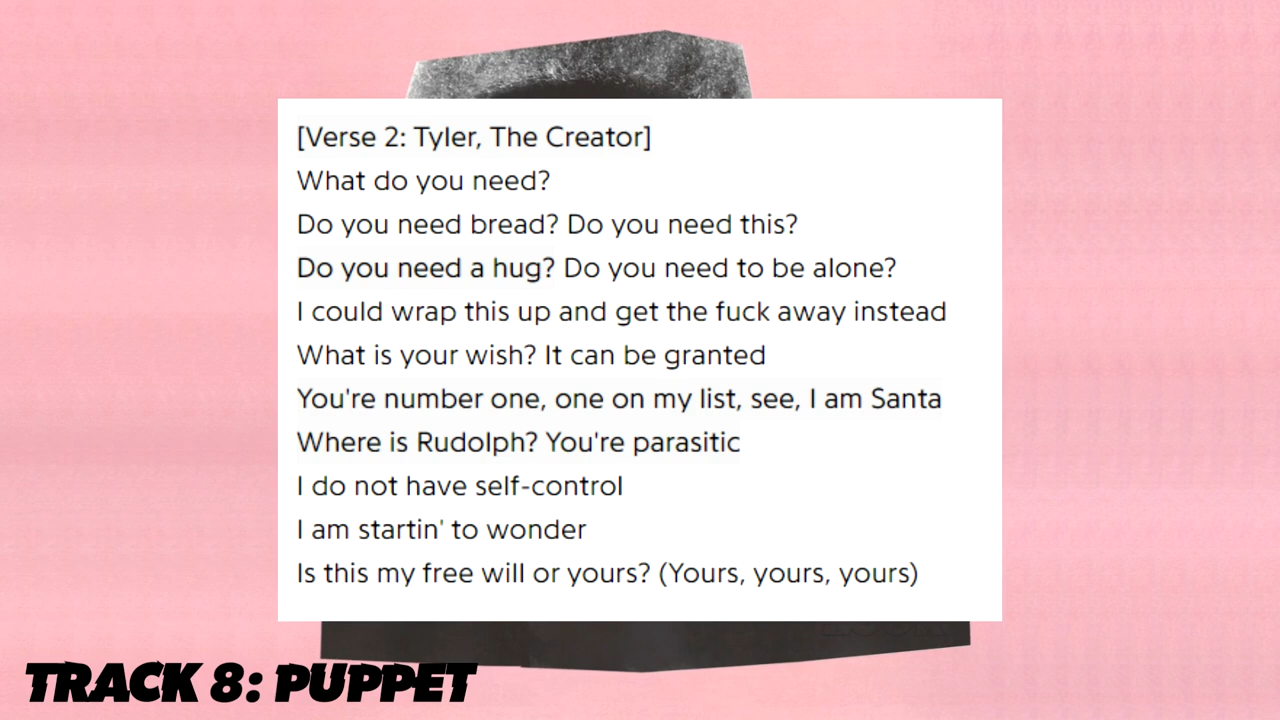 [Verse 2: Tyler, The Creator]
What do you need?
Do you need bread? Do you need this?
Do you need a hug? Do you need to be alone?
I could wrap this up and get the fuck away instead
What is your wish? It can be granted
You're number one, one on my list, see, I am Santa
Where is Rudolph? You're parasitic
I do not have self-control
I am startin' to wonder
Is this my free will or yours? (Yours, yours, yours)
TRACK 8: PUPPET